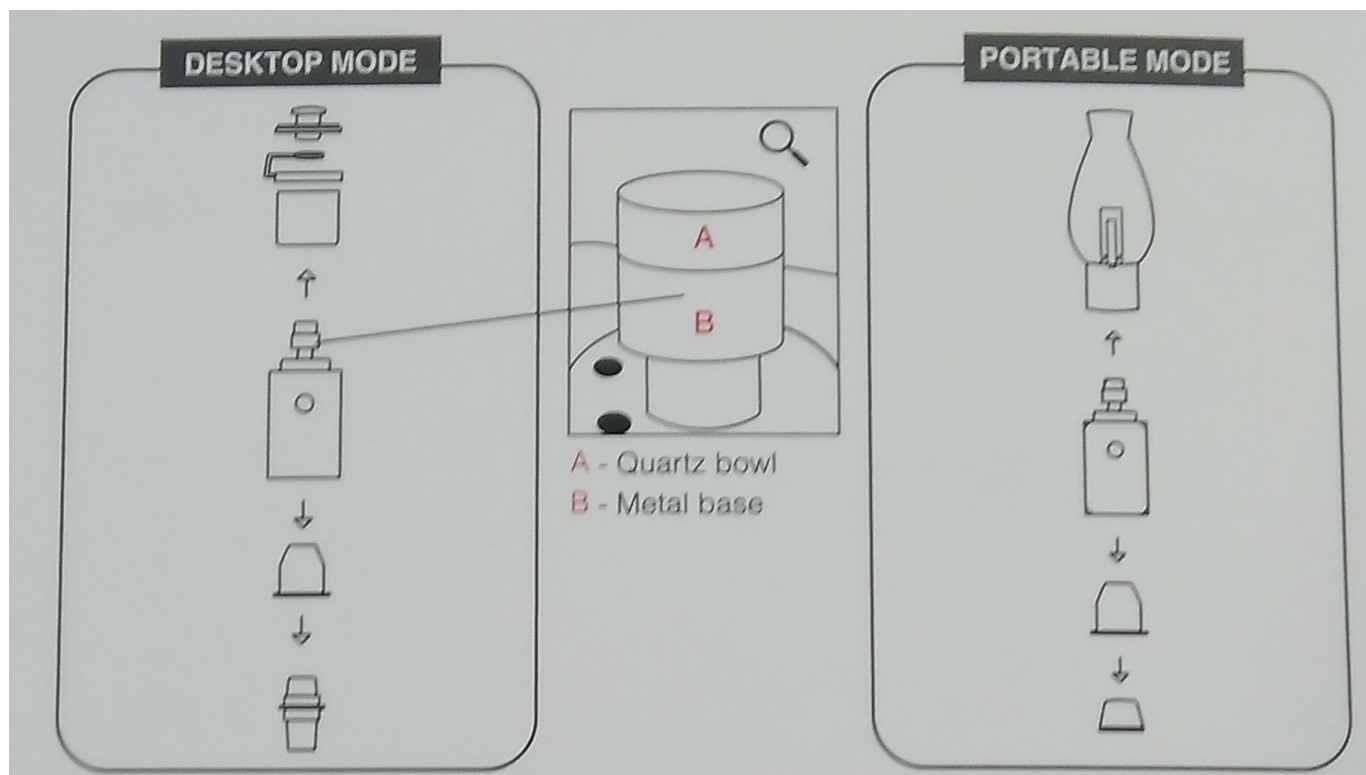 DESKTOP MODE
PORTABLE MODE
A
B
A - Quartz bowl
B - Metal base